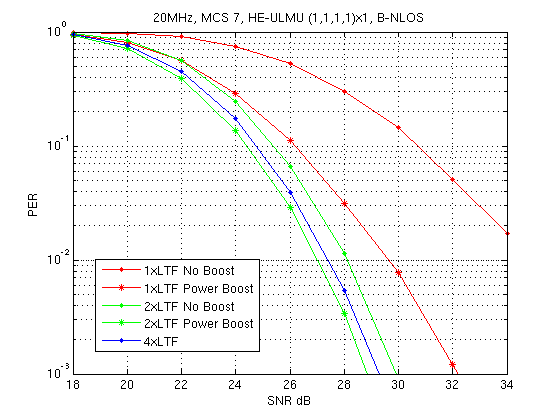 20MHz, MCS 7, HE-ULMU (1,1,1,1)x1, B-NLOS
10^0
10^-1
10^-2
10^-3
PER
1xLTF No Boost
1xLTF Power Boost
2xLTF No Boost
2xLTF Power Boost
4xLTF
18 20 22 24 26 28 30 32 34
SNR dB